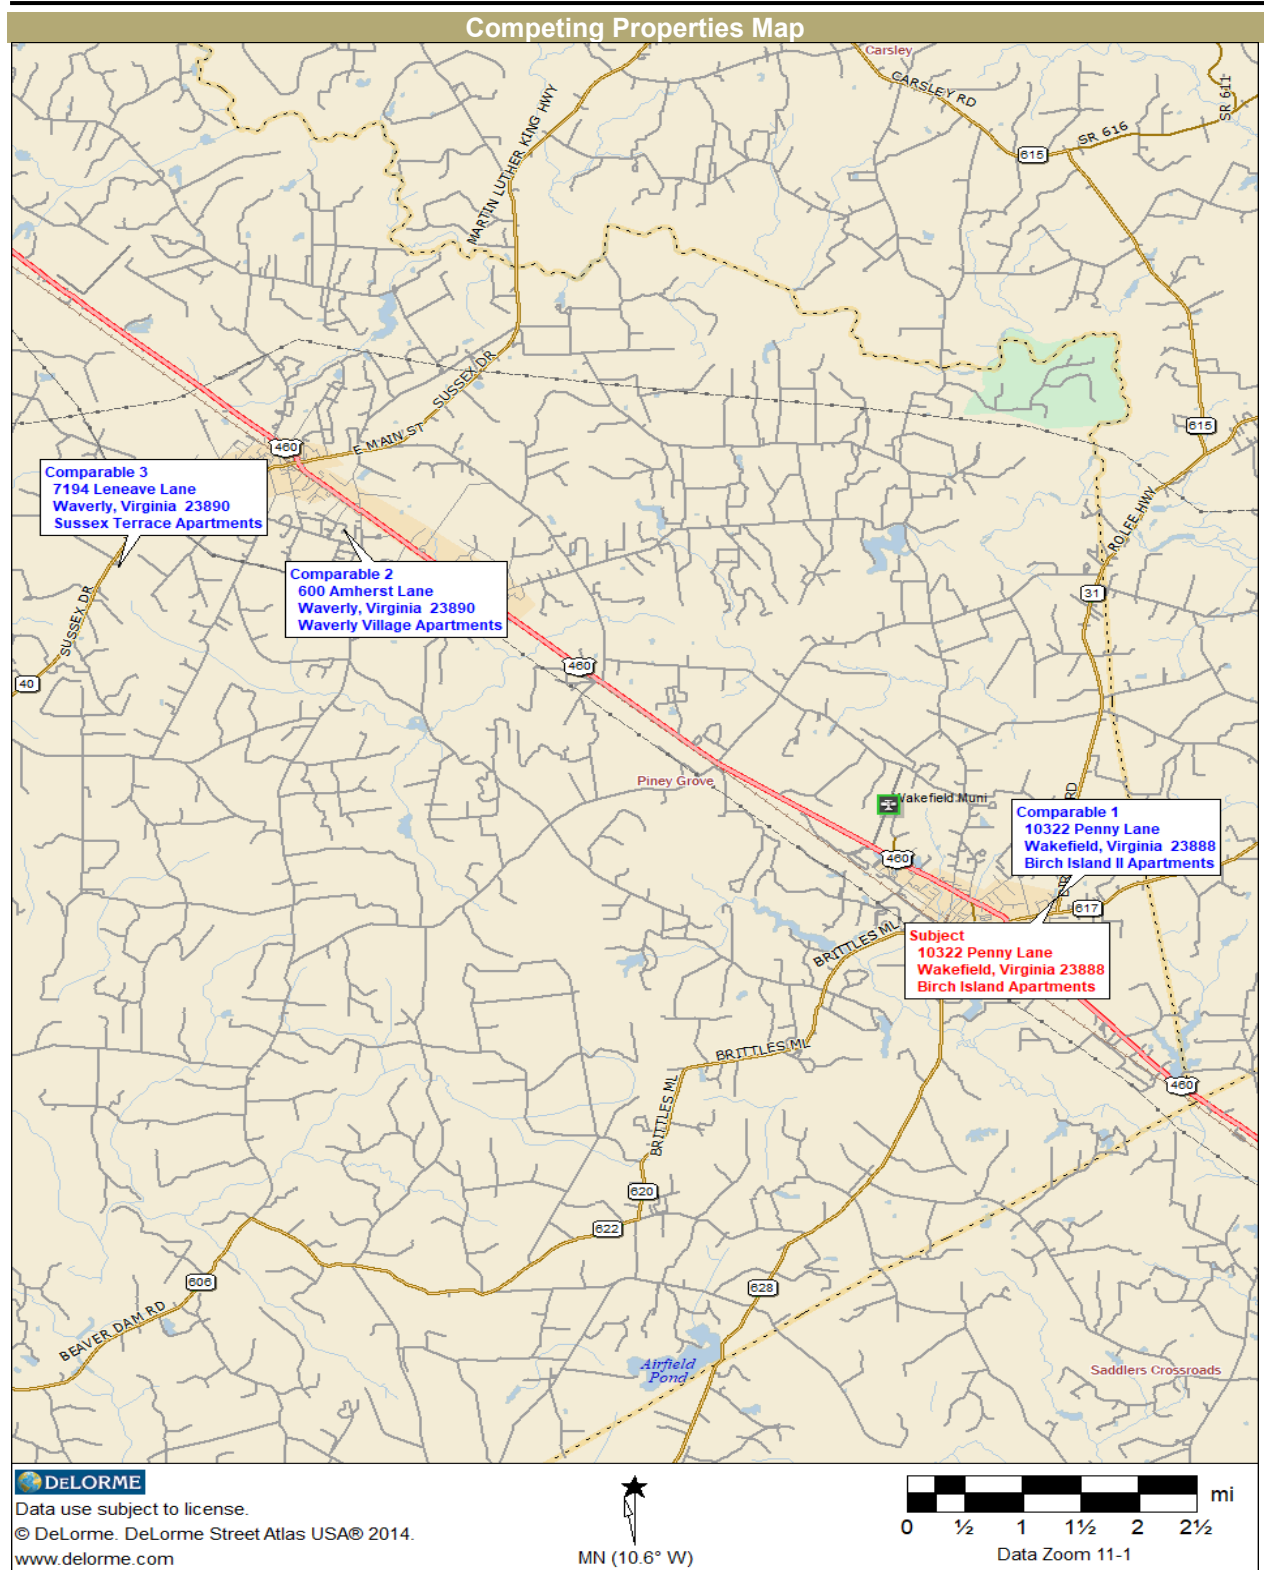 Competing Properties Map
Carsley
CARSLEY RD
SR 611
SR 616
615
MARTIN LUTHER KING HWY
SUSSEX DR
E MAIN ST
460
615
Comparable 3
7194 Leneave Lane
Waverly, Virginia 23890
Sussex Terrace Apartments
RO LEE HWY
Comparable 2
600 Amherst Lane
Waverly, Virginia 23890
Waverly Village Apartments
31
SUSSEX DR
460
40
Piney Grove
Wakefield Muni
RD
Comparable 1
10322 Penny Lane
Wakefield, Virginia 23888
Birch Island II Apartments
460
617
BRITTLES ML
Subject
10322 Penny Lane
Wakefield, Virginia 23888
Birch Island Apartments
BRITTLES ML
460
BRITTLES ML
620
622
606
628
BEAVER DAM RD
Airfield
Pond
Saddlers Crossroads
DELORME
Data use subject to license.
© DeLorme. DeLorme Street Atlas USA® 2014.
www.delorme.com
MN (10.6° W)
mi
0 ½ 1 1½ 2 2½
Data Zoom 11-1